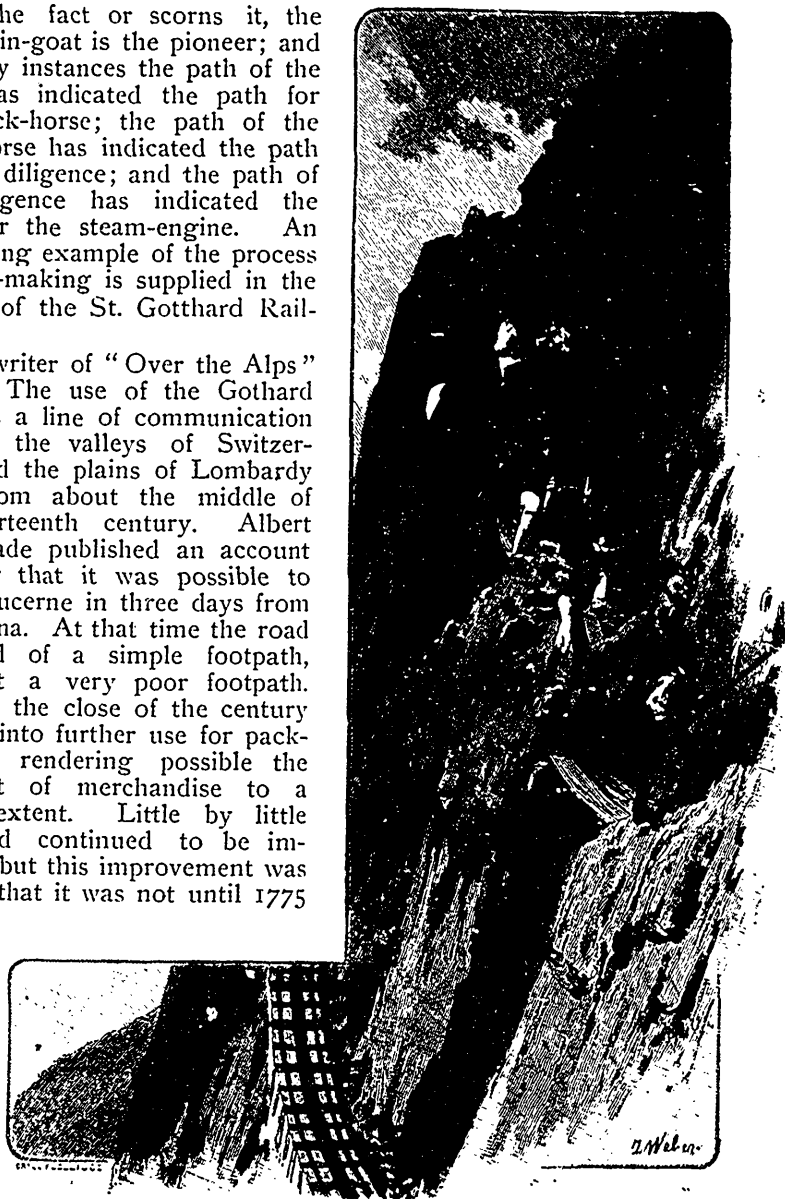 he fact or scorns it, the
in-goat is the pioneer; and
y instances the path of the
as indicated the path for
ck-horse; the path of the
orse has indicated the path
diligence; and the path of
gence has indicated the
r the steam-engine. An
ng example of the process
-making is supplied in the
of the St. Gotthard Rail-
writer of "Over the Alps"
The use of the Gothard
a line of communication
the valleys of Switzer-
d the plains of Lombardy
om about the middle of
rteenth century. Albert
ade published an account
that it was possible to
ucerne in three days from
na. At that time the road
d of a simple footpath,
t a very poor footpath.
the close of the century
into further use for pack-
rendering possible the
t of merchandise to a
extent. Little by little
d continued to be im-
but this improvement was
that it was not until 1775
J. Weber